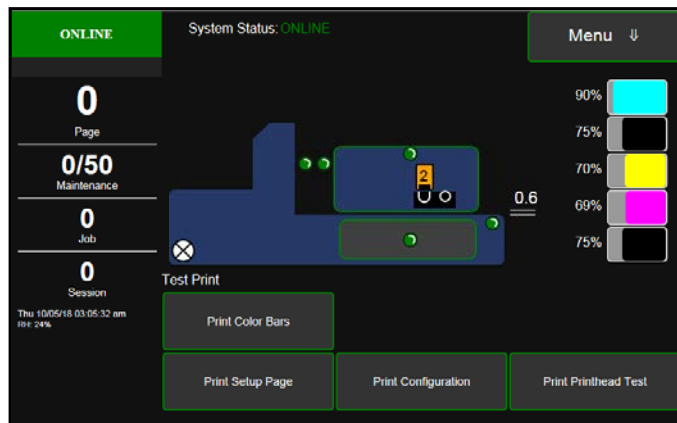 ONLINE
System Status: ONLINE
Menu ⇓
0
Page
0/50
Maintenance
0
Job
0
Session
Thu 10/05/18 03:05:32 am
RH: 24%
2
0.6
90%
75%
70%
69%
75%
Test Print
Print Color Bars
Print Setup Page
Print Configuration
Print Printhead Test